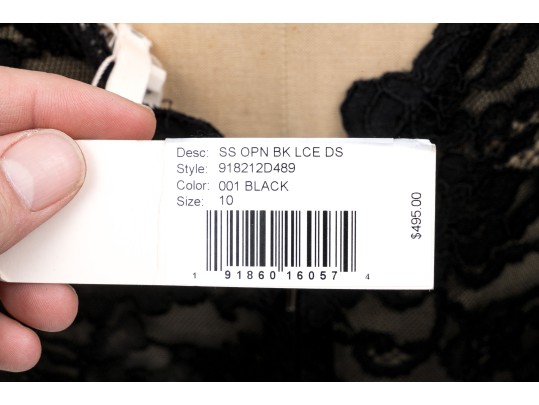 Desc: SS OPN BK LCE DS
Style: 918212D489
Color: 001 BLACK
Size: 10
$495.00
1 91860 16057 4